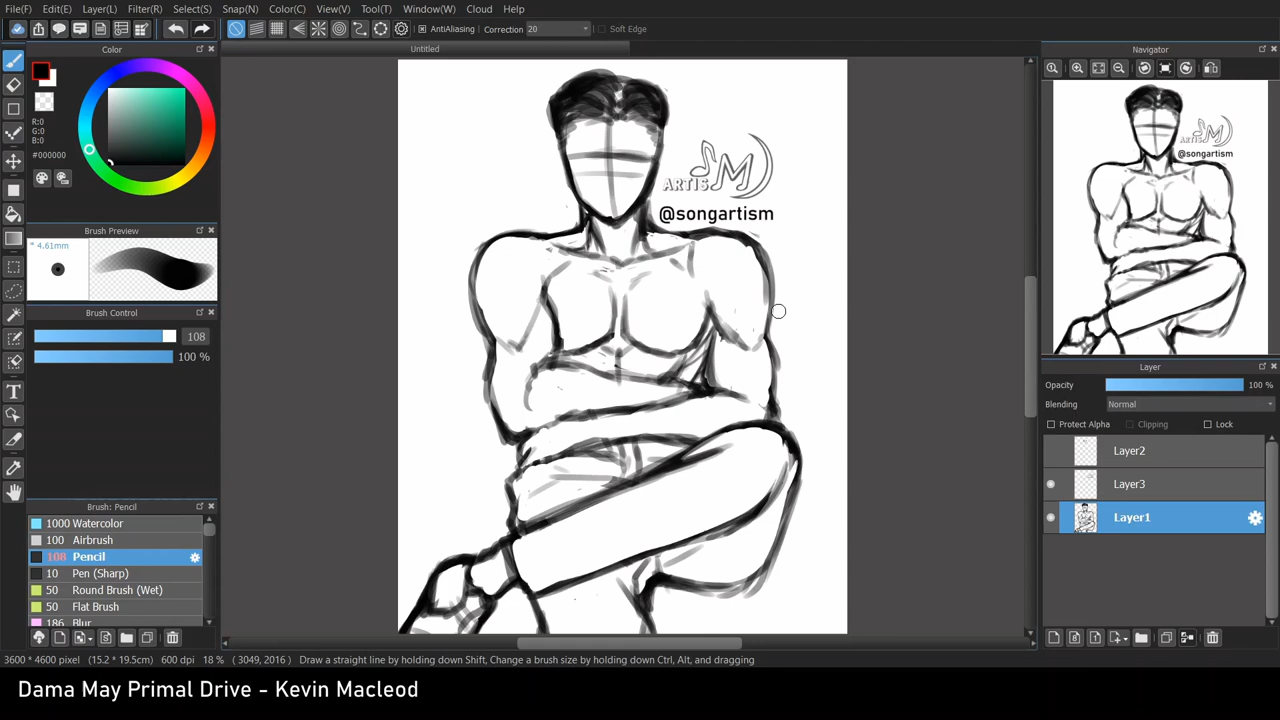 File(F) Edit(E) Layer(L) Filter(R) Select(S) Snap(N) Color(C) View(V) Tool(T) Window(W) Cloud Help
AntiAliasing Correction 20 Soft Edge
Color
Untitled
Navigator
R:0
G:0
B:0
#000000
ARTIS M
@songartism
ARTIS M
@songartism
Brush Preview
* 4.61mm
Brush Control
108
100 %
Layer
Opacity 100 %
Blending Normal
Protect Alpha Clipping Lock
Layer2
Layer3
Layer1
Brush: Pencil
1000 Watercolor
100 Airbrush
108 Pencil
10 Pen (Sharp)
50 Round Brush (Wet)
50 Flat Brush
186 Blur
3600 * 4600 pixel (15.2 * 19.5cm) 600 dpi 18 % ( 3049, 2016 ) Draw a straight line by holding down Shift, Change a brush size by holding down Ctrl, Alt, and dragging
Dama May Primal Drive - Kevin Macleod